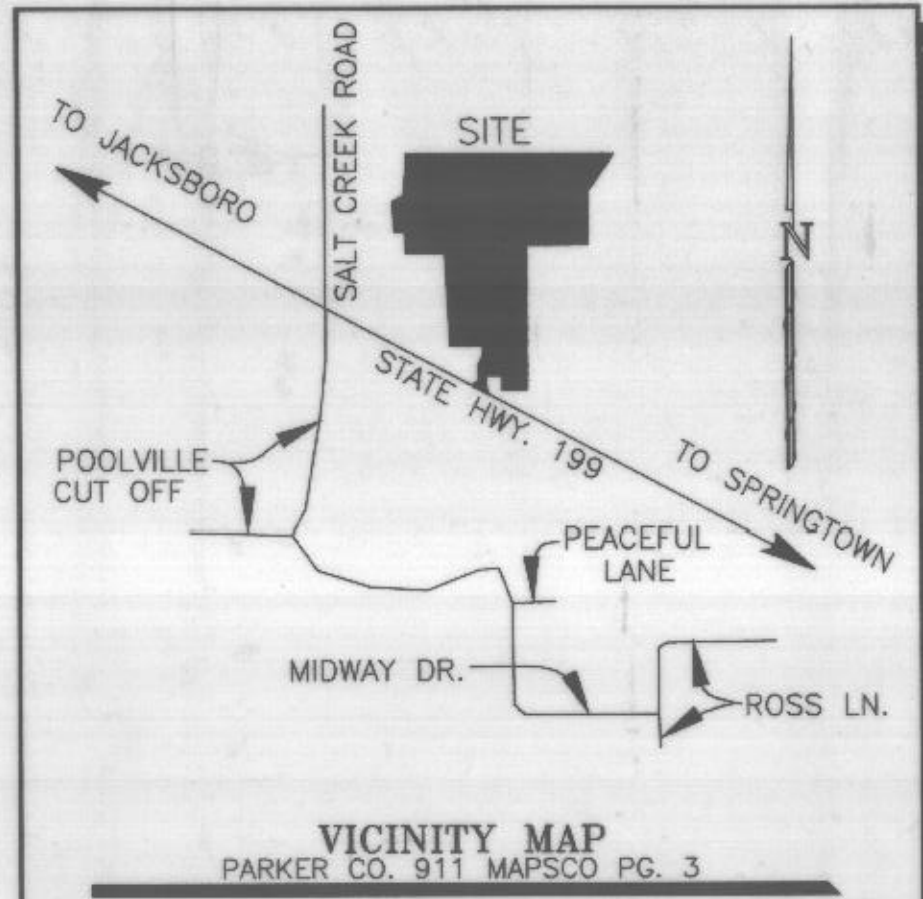 SALT CREEK ROAD
SITE
TO JACKSBORO
N
STATE HWY. 199
TO SPRINGTOWN
POOLVILLE
CUT OFF
PEACEFUL
LANE
MIDWAY DR.
ROSS LN.
VICINITY MAP
PARKER CO. 911 MAPSCO PG. 3